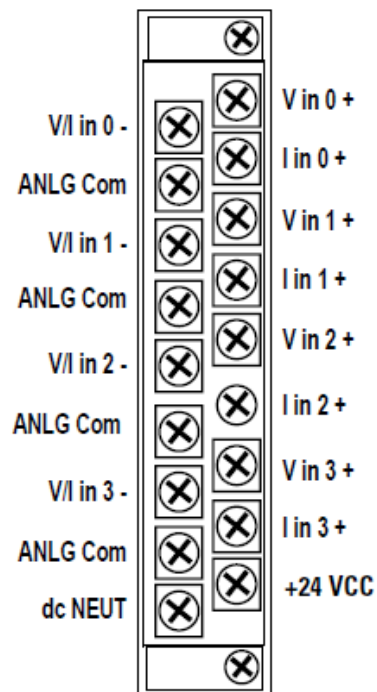 V in 0 +
V/I in 0 -
I in 0 +
ANLG Com
V in 1 +
V/I in 1 -
I in 1 +
ANLG Com
V in 2 +
V/I in 2 -
I in 2 +
ANLG Com
V in 3 +
V/I in 3 -
I in 3 +
ANLG Com
+24 VCC
dc NEUT